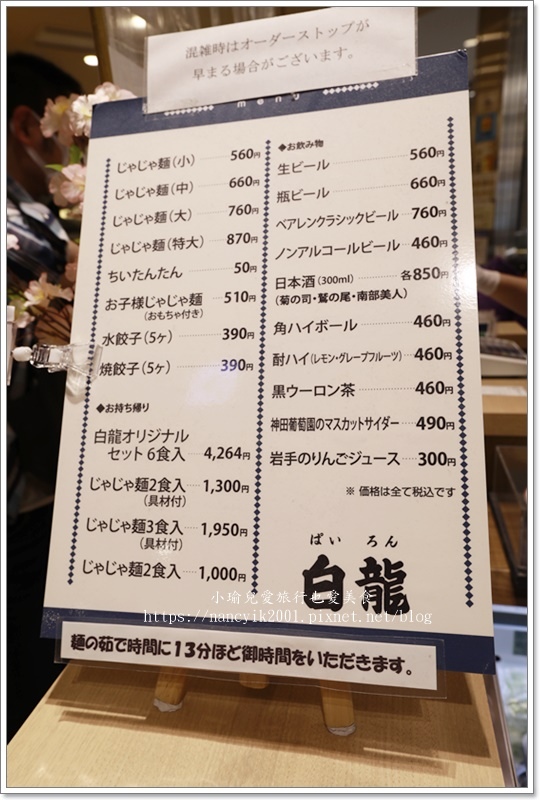 混雑時はオーダーストップが
早まる場合がございます。
menu
じゃじゃ麺（小） 560円
じゃじゃ麺（中） 660円
じゃじゃ麺（大） 760円
じゃじゃ麺（特大） 870円
ちいたんたん 50円
お子様じゃじゃ麺 510円
（おもちゃ付き）
水餃子（5ヶ） 390円
焼餃子（5ヶ） 390円
◆お持ち帰り
白龍オリジナル
セット 6食入 4,264円
じゃじゃ麺2食入 1,300円
（具材付）
じゃじゃ麺3食入 1,950円
（具材付）
じゃじゃ麺2食入 1,000円
◆お飲み物
生ビール 560円
瓶ビール 660円
ベアレンクラシックビール 760円
ノンアルコールビール 460円
日本酒（300ml） 各850円
（菊の司・鷲の尾・南部美人）
角ハイボール 460円
酎ハイ（レモン・グレープフルーツ） 460円
黒ウーロン茶 460円
神田葡萄園のマスカットサイダー 490円
岩手のりんごジュース 300円
※ 価格は全て税込です
ぱい ろん
白龍
小瑜兒愛旅行也愛美食
https://nancyik2001.pixnet.net/blog
麺の茹で時間に13分ほど御時間をいただきます。